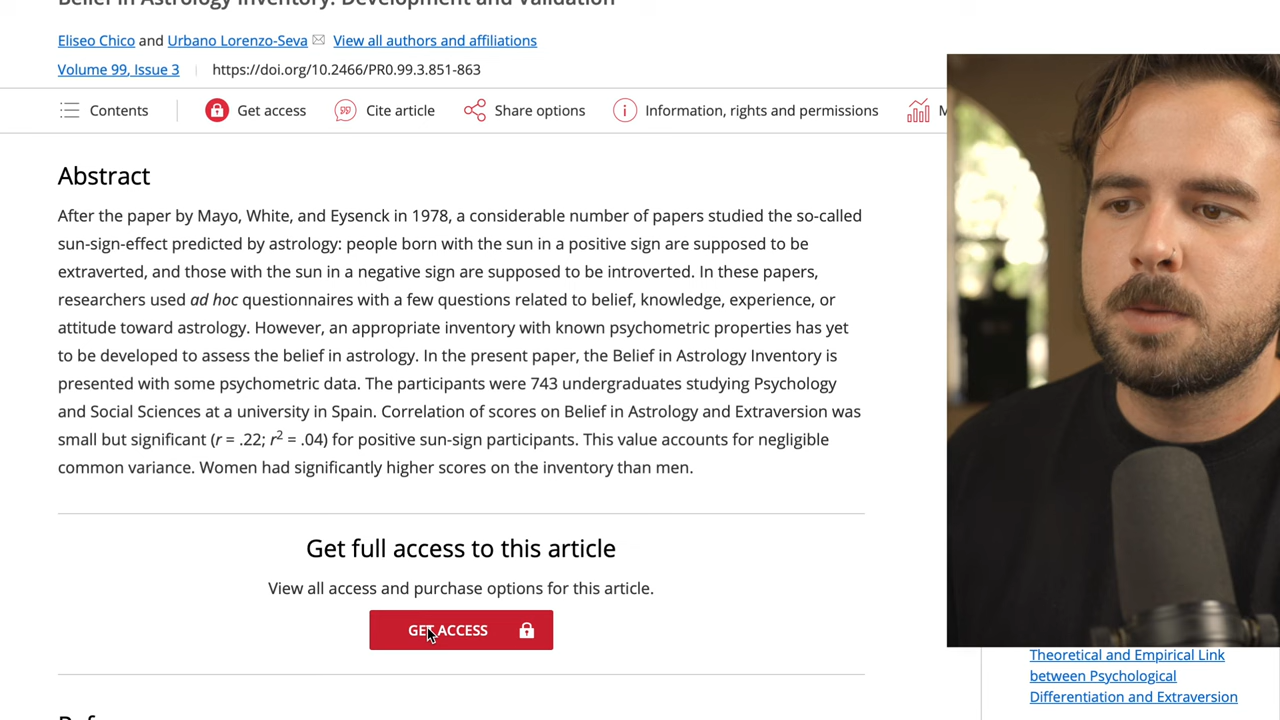 Belief in Astrology Inventory: Development and Validation
Eliseo Chico and Urbano Lorenzo-Seva View all authors and affiliations
Volume 99, Issue 3 https://doi.org/10.2466/PR0.99.3.851-863
Contents Get access Cite article Share options Information, rights and permissions M
Abstract
After the paper by Mayo, White, and Eysenck in 1978, a considerable number of papers studied the so-called
sun-sign-effect predicted by astrology: people born with the sun in a positive sign are supposed to be
extraverted, and those with the sun in a negative sign are supposed to be introverted. In these papers,
researchers used ad hoc questionnaires with a few questions related to belief, knowledge, experience, or
attitude toward astrology. However, an appropriate inventory with known psychometric properties has yet
to be developed to assess the belief in astrology. In the present paper, the Belief in Astrology Inventory is
presented with some psychometric data. The participants were 743 undergraduates studying Psychology
and Social Sciences at a university in Spain. Correlation of scores on Belief in Astrology and Extraversion was
small but significant (r = .22; r² = .04) for positive sun-sign participants. This value accounts for negligible
common variance. Women had significantly higher scores on the inventory than men.
Get full access to this article
View all access and purchase options for this article.
GET ACCESS
Theoretical and Empirical Link
between Psychological
Differentiation and Extraversion